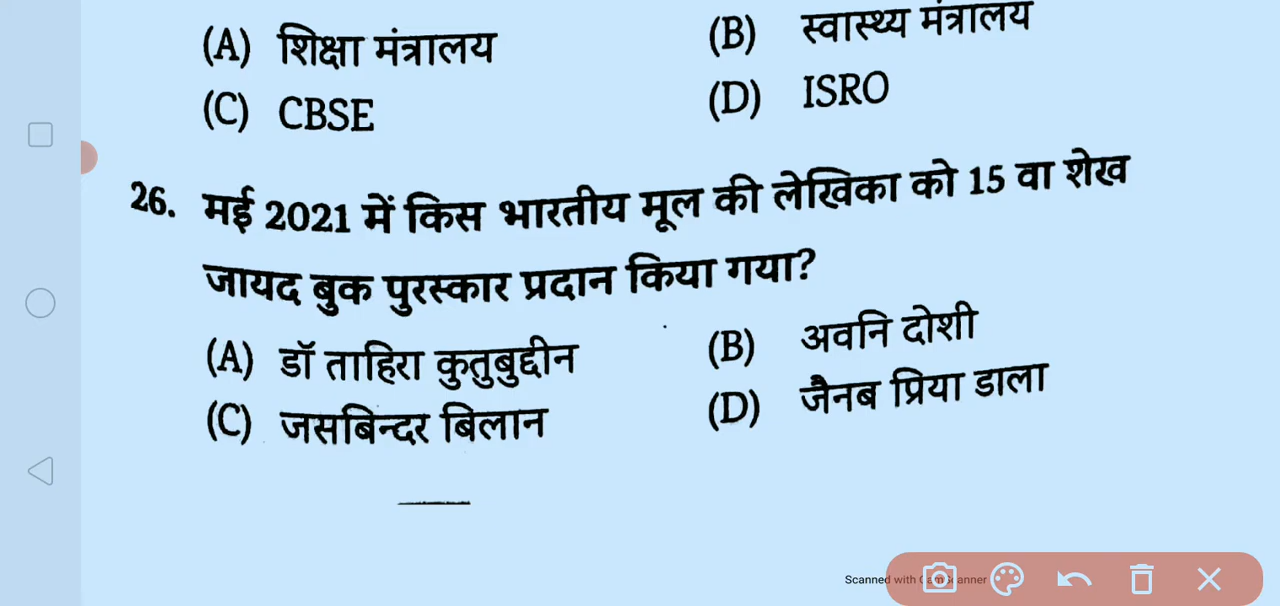 (A) शिक्षा मंत्रालय (B) स्वास्थ्य मंत्रालय
(C) CBSE (D) ISRO
26. मई 2021 में किस भारतीय मूल की लेखिका को 15 वा शेख
जायद बुक पुरस्कार प्रदान किया गया?
(A) डॉ ताहिरा कुतुबुद्दीन (B) अवनि दोशी
(C) जसबिन्दर बिलान (D) जैनब प्रिया डाला
Scanned with CamScanner